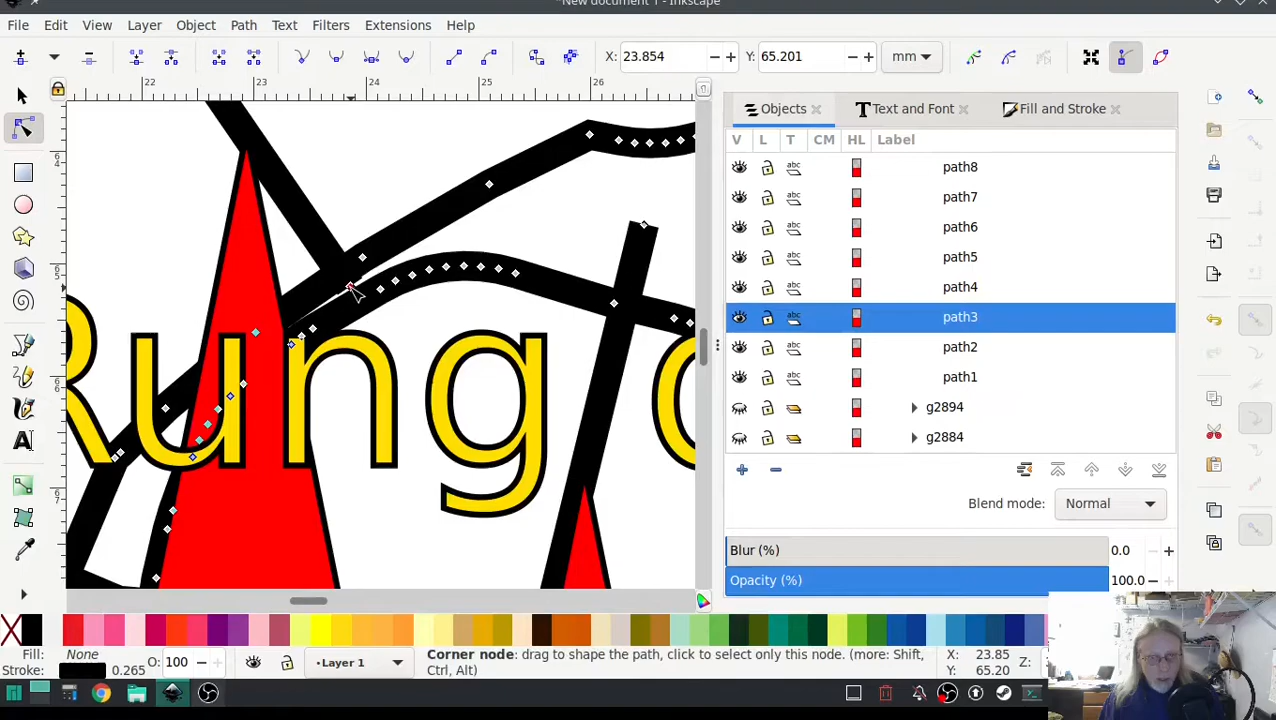 *New document 1 - Inkscape
File Edit View Layer Object Path Text Filters Extensions Help
X: 23.854 Y: 65.201 mm
22 23 24 25 26
Objects Text and Font Fill and Stroke
V L T CM HL Label
path8
path7
path6
path5
path4
path3
path2
path1
g2894
g2884
Rung
Blend mode: Normal
Blur (%) 0.0
Opacity (%) 100.0
Fill: None
Stroke: 0.265
O: 100
Layer 1
Corner node: drag to shape the path, click to select only this node. (more: Shift, Ctrl, Alt)
X: 23.85
Y: 65.20
Z: